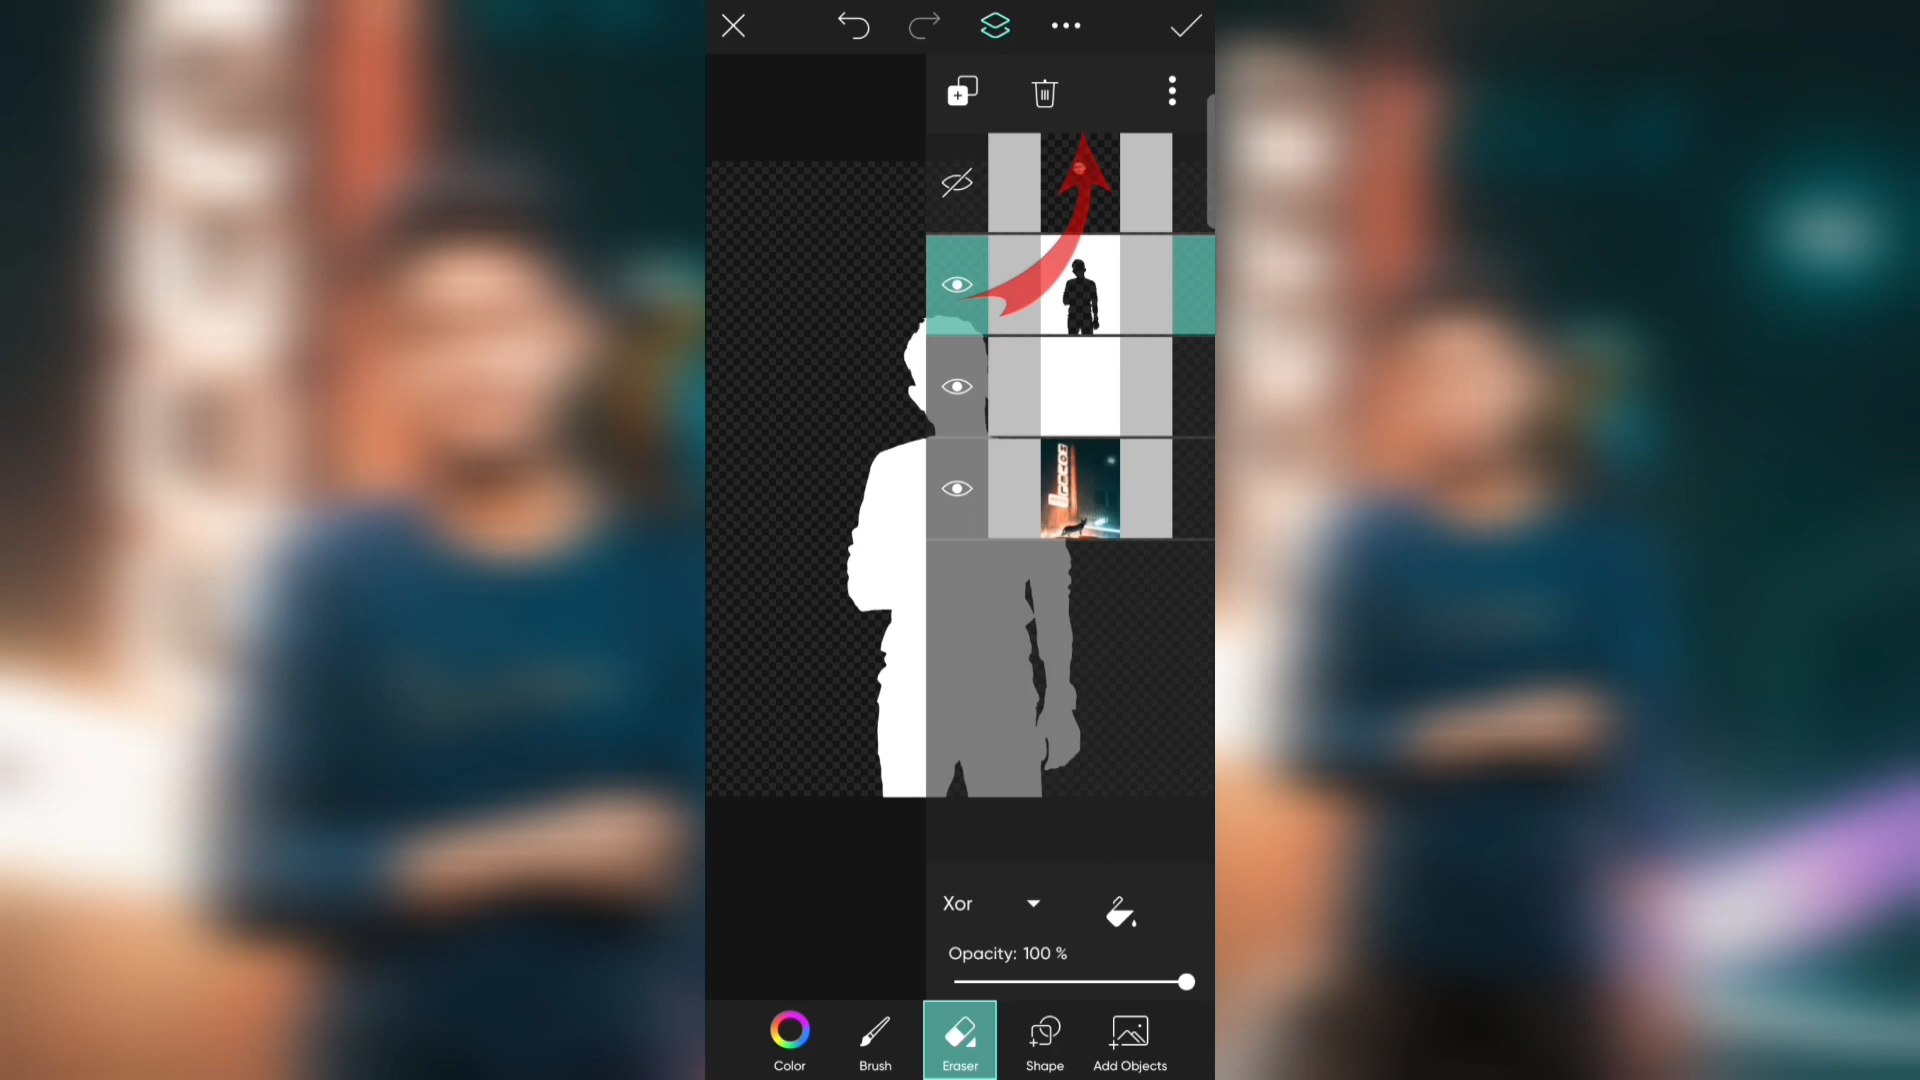 Xor
Opacity: 100 %
Color
Brush
Eraser
Shape
Add Objects